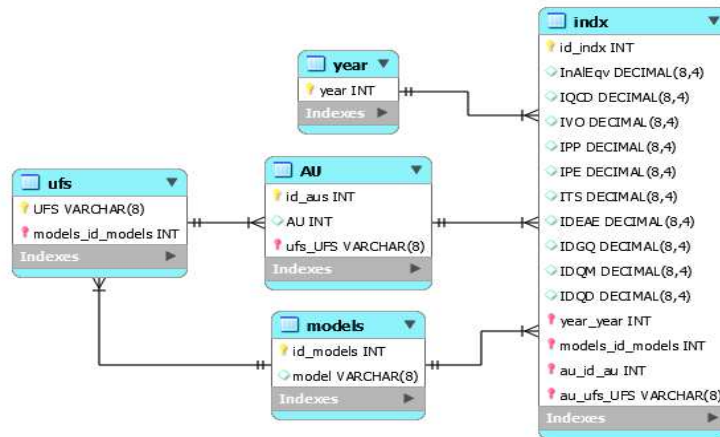 year
year INT
Indexes
ufs
UFS VARCHAR(8)
models_id_models INT
Indexes
AU
id_aus INT
AU INT
ufs_UFS VARCHAR(8)
Indexes
models
id_models INT
model VARCHAR(8)
Indexes
indx
id_indx INT
InAlEqv DECIMAL(8,4)
IQCD DECIMAL(8,4)
IVO DECIMAL(8,4)
IPP DECIMAL(8,4)
IPE DECIMAL(8,4)
ITS DECIMAL(8,4)
IDEAE DECIMAL(8,4)
IDGQ DECIMAL(8,4)
IDQM DECIMAL(8,4)
IDQD DECIMAL(8,4)
year_year INT
models_id_models INT
au_id_au INT
au_ufs_UFS VARCHAR(8)
Indexes